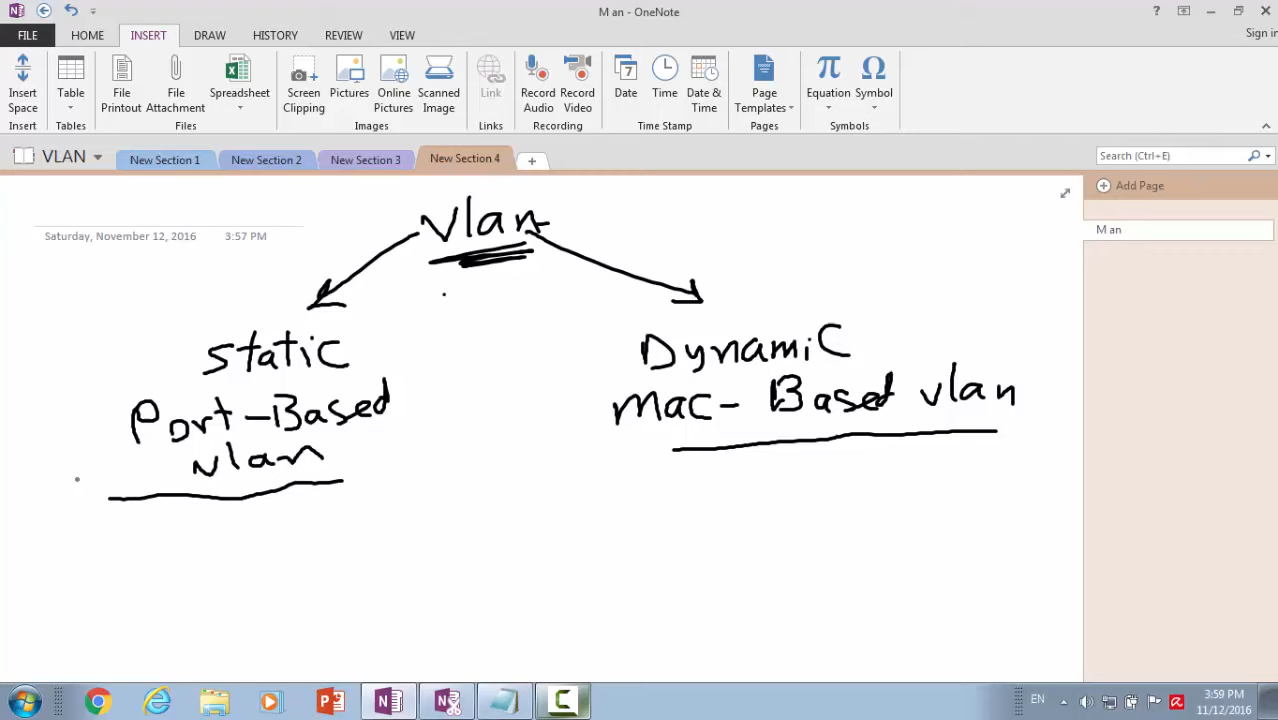 M an - OneNote
?
FILE HOME INSERT DRAW HISTORY REVIEW VIEW
Sign in
Insert Space
Table
File Printout
File Attachment
Spreadsheet
Screen Clipping
Pictures
Online Pictures
Scanned Image
Link
Record Audio
Record Video
Date
Time
Date & Time
Page Templates
π Equation
Ω Symbol
Insert Tables Files Images Links Recording Time Stamp Pages Symbols
VLAN New Section 1 New Section 2 New Section 3 New Section 4 +
Search (Ctrl+E)
Add Page
M an
Saturday, November 12, 2016 3:57 PM
Vlan
Static
Port-Based
Vlan
DynamiC
Mac-Based vlan
EN
3:59 PM
11/12/2016